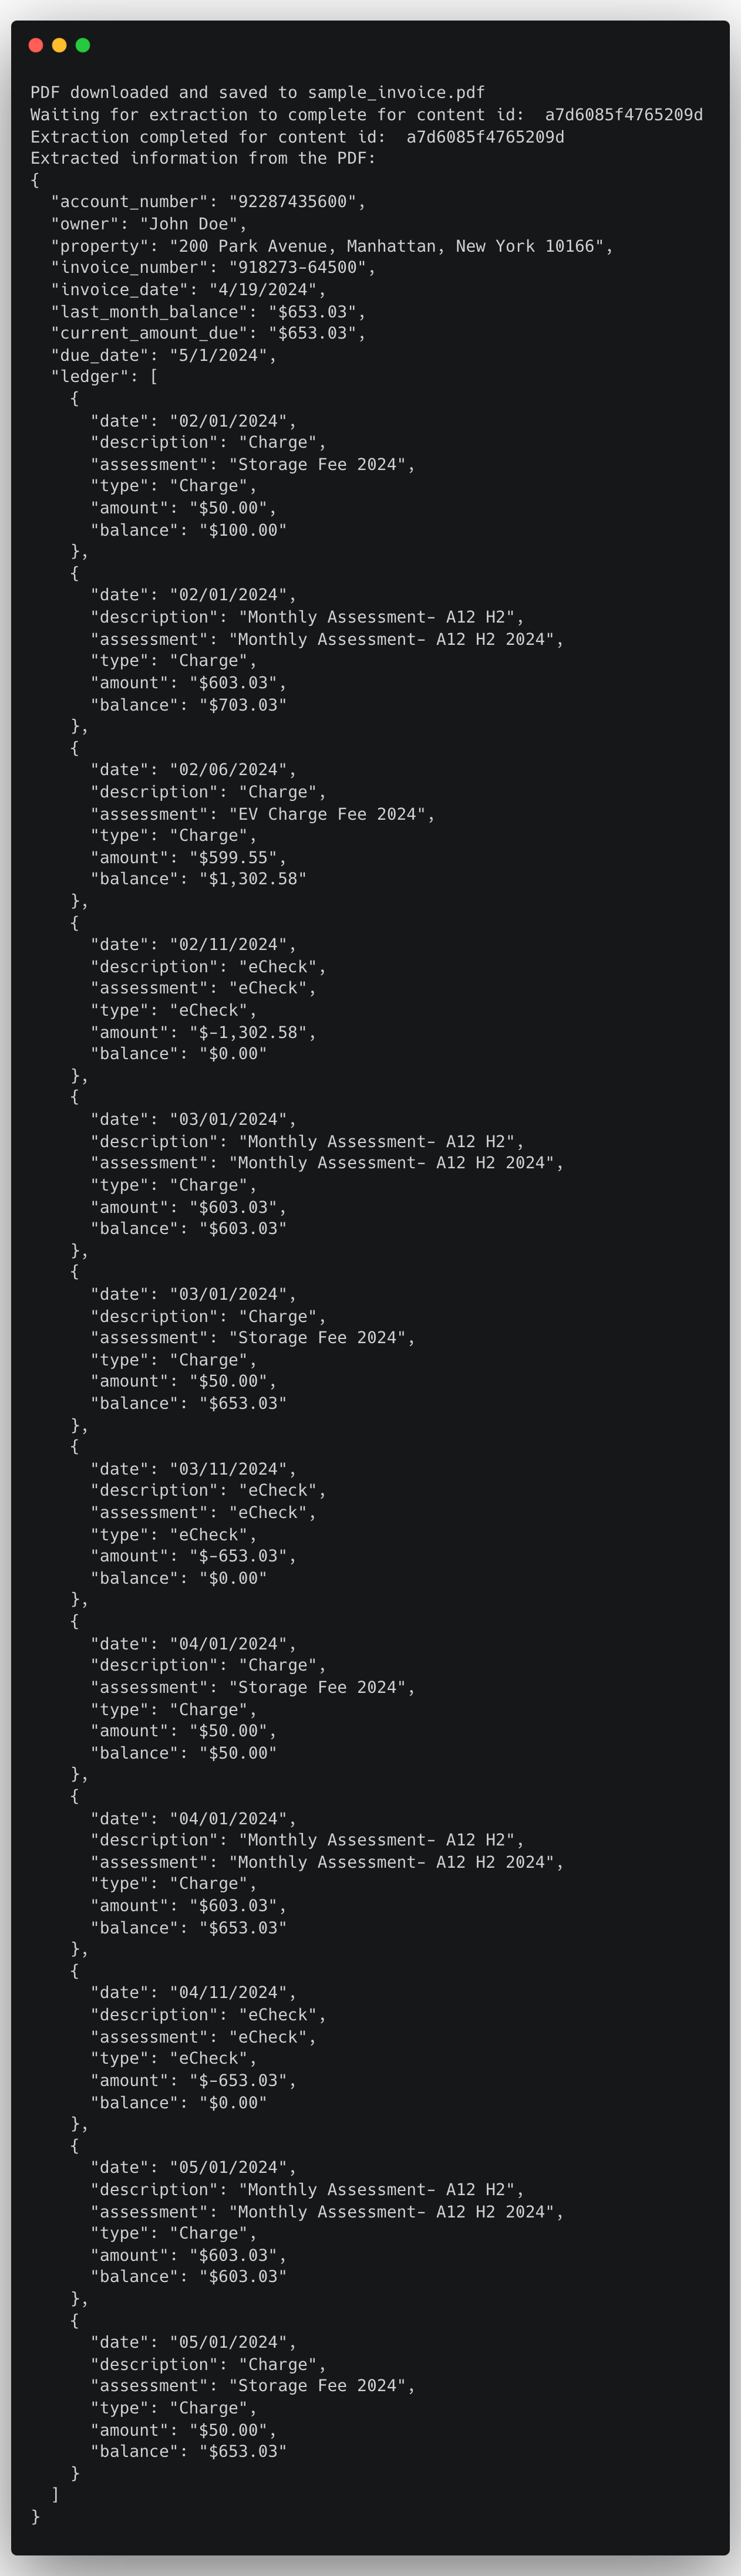 PDF downloaded and saved to sample_invoice.pdf
Waiting for extraction to complete for content id:  a7d6085f4765209d
Extraction completed for content id:  a7d6085f4765209d
Extracted information from the PDF:
{
  "account_number": "92287435600",
  "owner": "John Doe",
  "property": "200 Park Avenue, Manhattan, New York 10166",
  "invoice_number": "918273-64500",
  "invoice_date": "4/19/2024",
  "last_month_balance": "$653.03",
  "current_amount_due": "$653.03",
  "due_date": "5/1/2024",
  "ledger": [
    {
      "date": "02/01/2024",
      "description": "Charge",
      "assessment": "Storage Fee 2024",
      "type": "Charge",
      "amount": "$50.00",
      "balance": "$100.00"
    },
    {
      "date": "02/01/2024",
      "description": "Monthly Assessment- A12 H2",
      "assessment": "Monthly Assessment- A12 H2 2024",
      "type": "Charge",
      "amount": "$603.03",
      "balance": "$703.03"
    },
    {
      "date": "02/06/2024",
      "description": "Charge",
      "assessment": "EV Charge Fee 2024",
      "type": "Charge",
      "amount": "$599.55",
      "balance": "$1,302.58"
    },
    {
      "date": "02/11/2024",
      "description": "eCheck",
      "assessment": "eCheck",
      "type": "eCheck",
      "amount": "$-1,302.58",
      "balance": "$0.00"
    },
    {
      "date": "03/01/2024",
      "description": "Monthly Assessment- A12 H2",
      "assessment": "Monthly Assessment- A12 H2 2024",
      "type": "Charge",
      "amount": "$603.03",
      "balance": "$603.03"
    },
    {
      "date": "03/01/2024",
      "description": "Charge",
      "assessment": "Storage Fee 2024",
      "type": "Charge",
      "amount": "$50.00",
      "balance": "$653.03"
    },
    {
      "date": "03/11/2024",
      "description": "eCheck",
      "assessment": "eCheck",
      "type": "eCheck",
      "amount": "$-653.03",
      "balance": "$0.00"
    },
    {
      "date": "04/01/2024",
      "description": "Charge",
      "assessment": "Storage Fee 2024",
      "type": "Charge",
      "amount": "$50.00",
      "balance": "$50.00"
    },
    {
      "date": "04/01/2024",
      "description": "Monthly Assessment- A12 H2",
      "assessment": "Monthly Assessment- A12 H2 2024",
      "type": "Charge",
      "amount": "$603.03",
      "balance": "$653.03"
    },
    {
      "date": "04/11/2024",
      "description": "eCheck",
      "assessment": "eCheck",
      "type": "eCheck",
      "amount": "$-653.03",
      "balance": "$0.00"
    },
    {
      "date": "05/01/2024",
      "description": "Monthly Assessment- A12 H2",
      "assessment": "Monthly Assessment- A12 H2 2024",
      "type": "Charge",
      "amount": "$603.03",
      "balance": "$603.03"
    },
    {
      "date": "05/01/2024",
      "description": "Charge",
      "assessment": "Storage Fee 2024",
      "type": "Charge",
      "amount": "$50.00",
      "balance": "$653.03"
    }
  ]
}